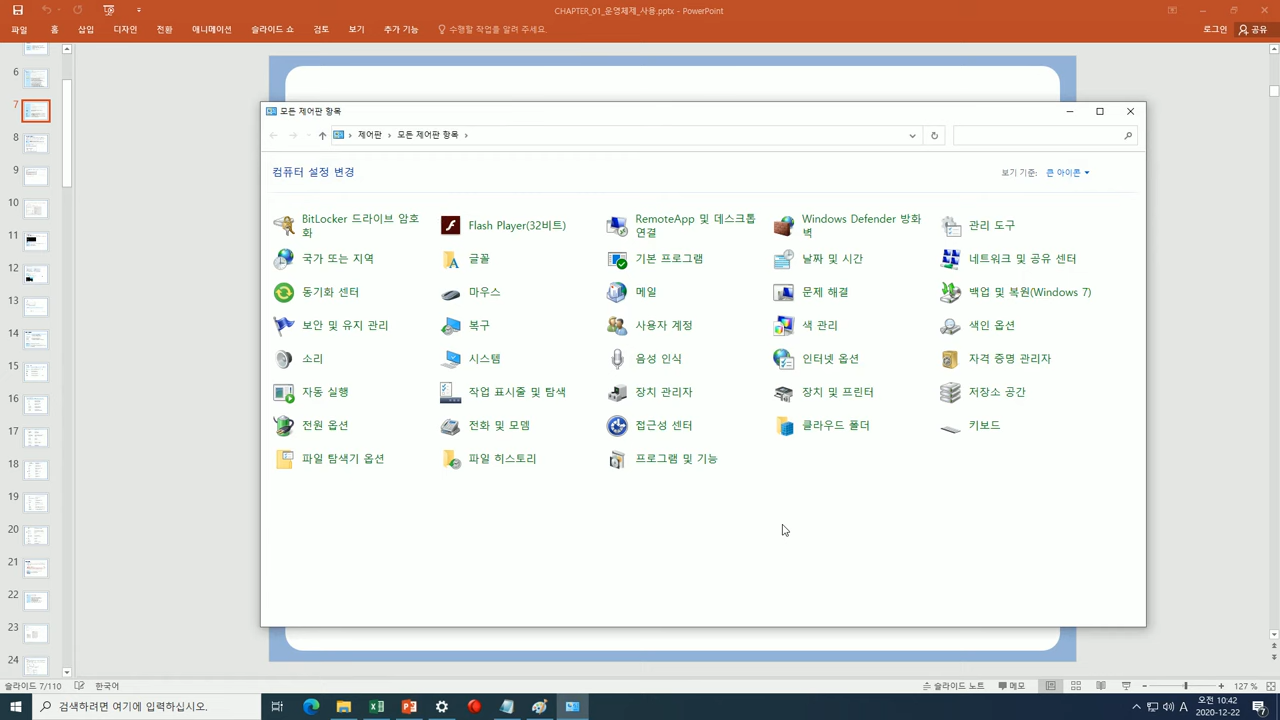 CHAPTER_01_운영체제_사용.pptx - PowerPoint
파일 홈 삽입 디자인 전환 애니메이션 슬라이드 쇼 검토 보기 추가 기능 수행할 작업을 알려 주세요. 로그인 공유
6
7
8
9
10
11
12
13
14
15
16
17
18
19
20
21
22
23
24
모든 제어판 항목
제어판 › 모든 제어판 항목 ›
컴퓨터 설정 변경
보기 기준: 큰 아이콘
BitLocker 드라이브 암호
화
Flash Player(32비트)
RemoteApp 및 데스크톱
연결
Windows Defender 방화
벽
관리 도구
국가 또는 지역
글꼴
기본 프로그램
날짜 및 시간
네트워크 및 공유 센터
동기화 센터
마우스
메일
문제 해결
백업 및 복원(Windows 7)
보안 및 유지 관리
복구
사용자 계정
색 관리
색인 옵션
소리
시스템
음성 인식
인터넷 옵션
자격 증명 관리자
자동 실행
작업 표시줄 및 탐색
장치 관리자
장치 및 프린터
저장소 공간
전원 옵션
전화 및 모뎀
접근성 센터
클라우드 폴더
키보드
파일 탐색기 옵션
파일 히스토리
프로그램 및 기능
슬라이드 7/110 한국어
슬라이드 노트 메모 127 %
검색하려면 여기에 입력하십시오.
A
오전 10:42
2020-12-22
7